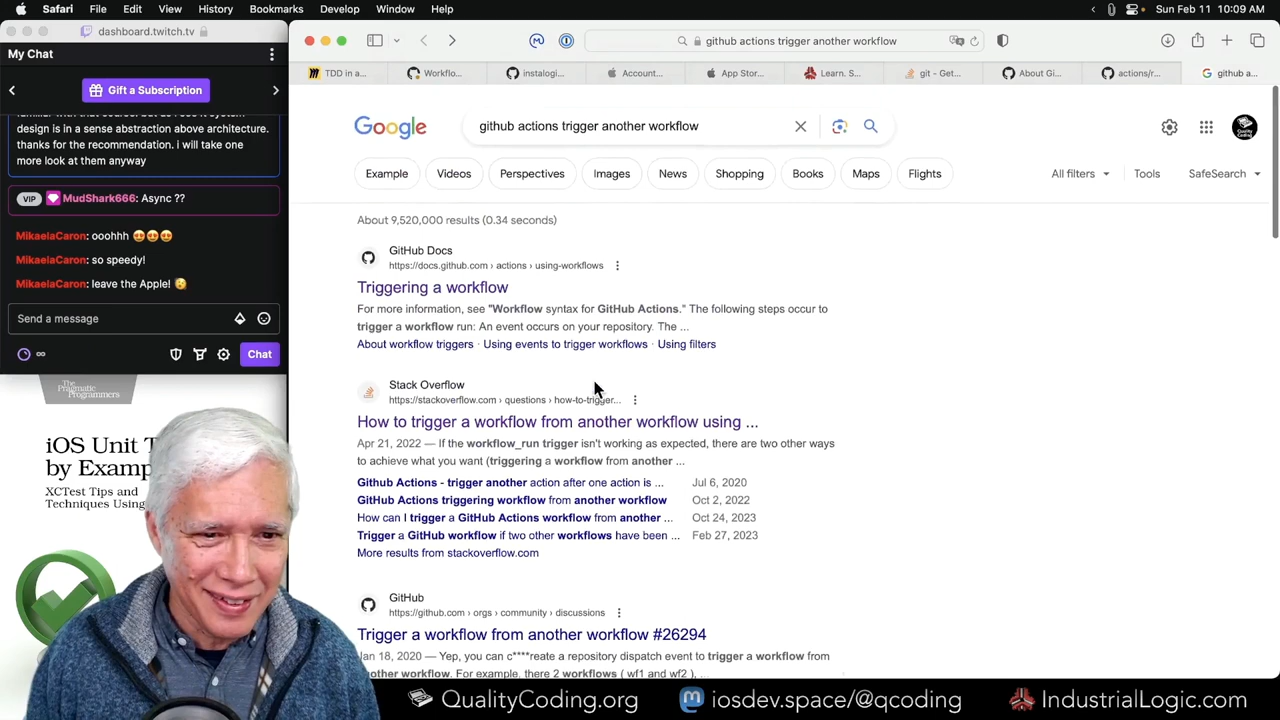 Safari File Edit View History Bookmarks Develop Window Help
Sun Feb 11 10:09 AM
dashboard.twitch.tv
My Chat
Gift a Subscription
design is in a sense abstraction above architecture.
thanks for the recommendation. i will take one
more look at them anyway
VIP MudShark666: Async ??
MikaelaCaron: ooohhh 😍😍😍
MikaelaCaron: so speedy!
MikaelaCaron: leave the Apple!
Send a message
Chat
The
Pragmatic
Programmers
iOS Unit T
by Examp
XCTest Tips and
Techniques Using
github actions trigger another workflow
TDD in a...
Workflo...
instalogi...
Account...
App Stor...
Learn. S...
git - Get...
About Gi...
actions/r...
github a...
Google
github actions trigger another workflow
Quality
Coding
Example
Videos
Perspectives
Images
News
Shopping
Books
Maps
Flights
All filters
Tools
SafeSearch
About 9,520,000 results (0.34 seconds)
GitHub Docs
https://docs.github.com › actions › using-workflows
Triggering a workflow
For more information, see "Workflow syntax for GitHub Actions." The following steps occur to
trigger a workflow run: An event occurs on your repository. The ...
About workflow triggers · Using events to trigger workflows · Using filters
Stack Overflow
https://stackoverflow.com › questions › how-to-trigger...
How to trigger a workflow from another workflow using ...
Apr 21, 2022 — If the workflow_run trigger isn't working as expected, there are two other ways
to achieve what you want (triggering a workflow from another ...
Github Actions - trigger another action after one action is ... Jul 6, 2020
GitHub Actions triggering workflow from another workflow Oct 2, 2022
How can I trigger a GitHub Actions workflow from another ... Oct 24, 2023
Trigger a GitHub workflow if two other workflows have been ... Feb 27, 2023
More results from stackoverflow.com
GitHub
https://github.com › orgs › community › discussions
Trigger a workflow from another workflow #26294
Jan 18, 2020 — Yep, you can c****reate a repository dispatch event to trigger a workflow from
another workflow. For example, there 2 workflows ( wf1 and wf2 ), ...
QualityCoding.org
iosdev.space/@qcoding
IndustrialLogic.com